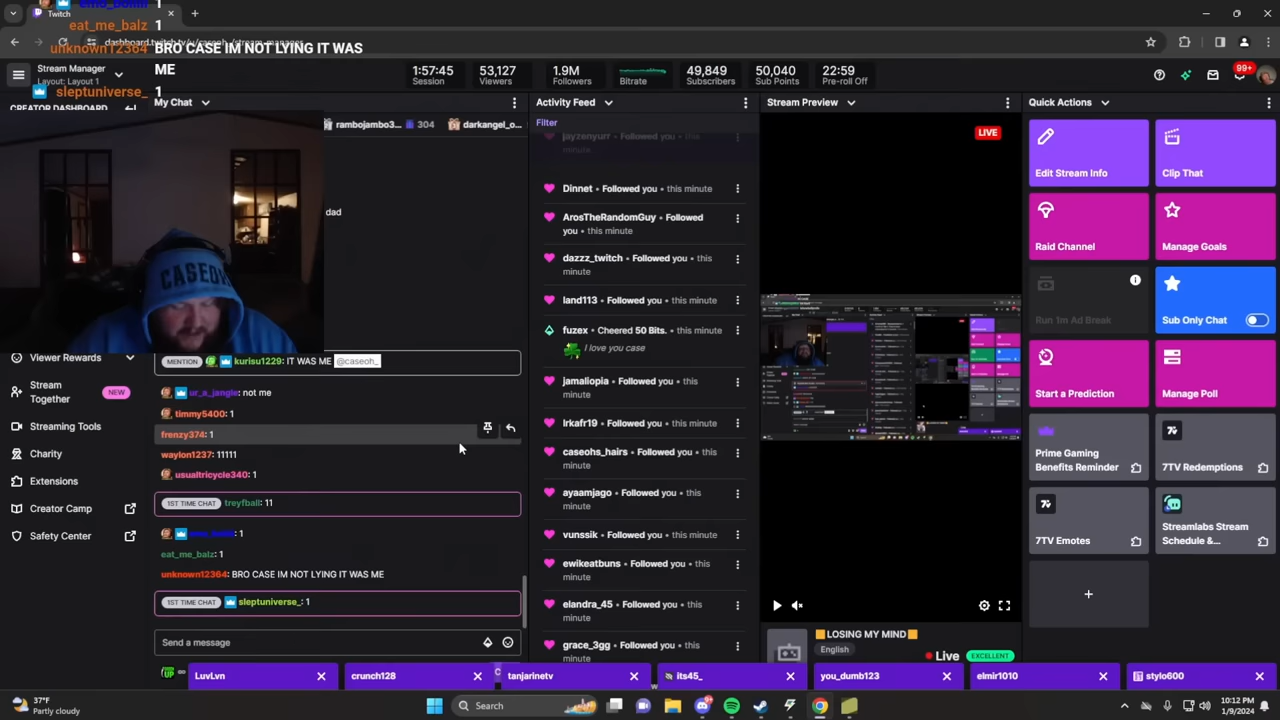 Twitch
eat_me_balz 1
unknown12364 BRO CASE IM NOT LYING IT WAS
ME
sleptuniverse_ 1
Stream Manager
Layout: Layout 1
1:57:45
Session
53,127
Viewers
1.9M
Followers
Bitrate
49,849
Subscribers
50,040
Sub Points
22:59
Pre-roll Off
99+
CREATOR DASHBOARD
My Chat
rambojambo3... 304
darkangel_o...
dad
CASEOH
Viewer Rewards
Stream
Together
NEW
Streaming Tools
Charity
Extensions
Creator Camp
Safety Center
MENTION kurisu1229: IT WAS ME @caseoh_
ur_a_jangle: not me
timmy5400: 1
frenzy374: 1
waylon1237: 11111
usualtricycle340: 1
1ST TIME CHAT treyfball: 11
: 1
eat_me_balz: 1
unknown12364: BRO CASE IM NOT LYING IT WAS ME
1ST TIME CHAT sleptuniverse_: 1
Send a message
Activity Feed
Filter
jayzenyurr • Followed you • this
minute
Dinnet • Followed you • this minute
ArosTheRandomGuy • Followed
you • this minute
dazzz_twitch • Followed you • this
minute
land113 • Followed you • this minute
fuzex • Cheered 50 Bits. • this minute
I love you case
jamaliopai • Followed you • this
minute
lrkafr19 • Followed you • this minute
caseohs_hairs • Followed you • this
minute
ayaamjago • Followed you • this
minute
vunssik • Followed you • this minute
ewikeatbuns • Followed you • this
minute
elandra_45 • Followed you • this
minute
grace_3gg • Followed you • this
minute
Stream Preview
LIVE
LOSING MY MIND
English
Live EXCELLENT
Quick Actions
Edit Stream Info
Clip That
Raid Channel
Manage Goals
Run 1m Ad Break
Sub Only Chat
Start a Prediction
Manage Poll
Prime Gaming
Benefits Reminder
7TV Redemptions
7TV Emotes
Streamlabs Stream
Schedule &...
LuvLvn
crunch128
tanjarinetv
its45_
you_dumb123
elmir1010
stylo600
37°F
Partly cloudy
Search
10:12 PM
1/9/2024